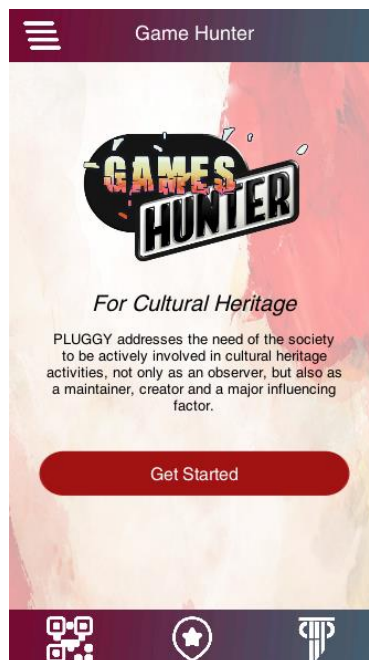 Game Hunter
GAMES
HUNTER
For Cultural Heritage
PLUGGY addresses the need of the society
to be actively involved in cultural heritage
activities, not only as an observer, but also as
a maintainer, creator and a major influencing
factor.
Get Started